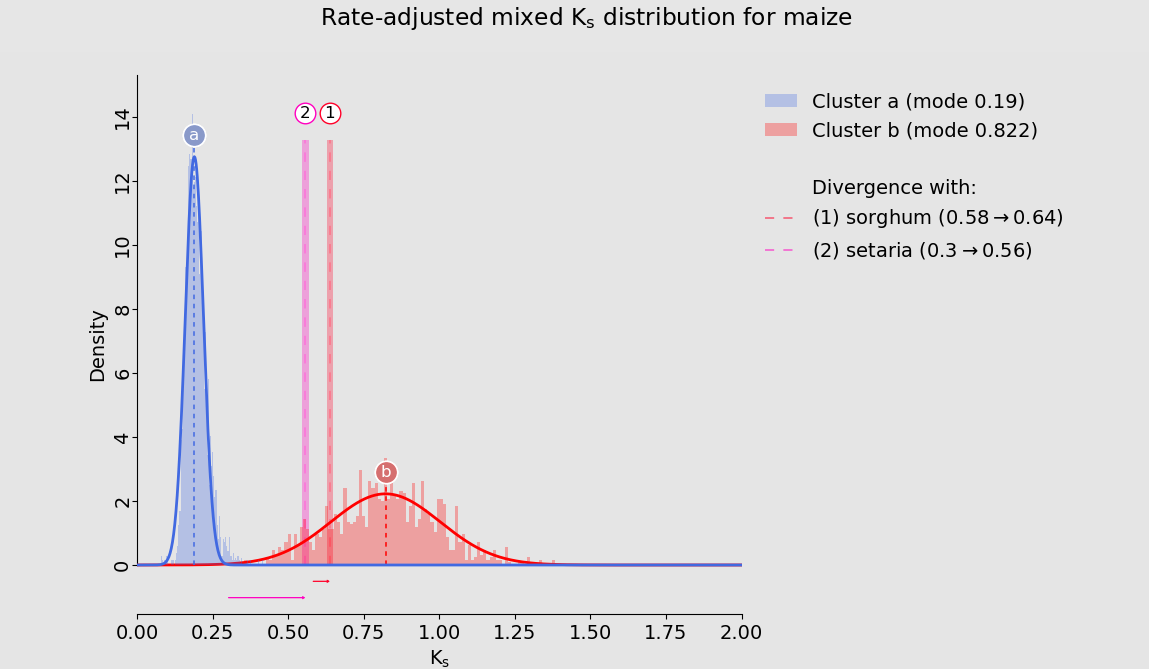 Rate-adjusted mixed Ks distribution for maize
14
12
10
8
6
4
2
0
Density
a
2
1
b
Cluster a (mode 0.19)
Cluster b (mode 0.822)
Divergence with:
(1) sorghum (0.58→0.64)
(2) setaria (0.3→0.56)
0.00 0.25 0.50 0.75 1.00 1.25 1.50 1.75 2.00
Ks